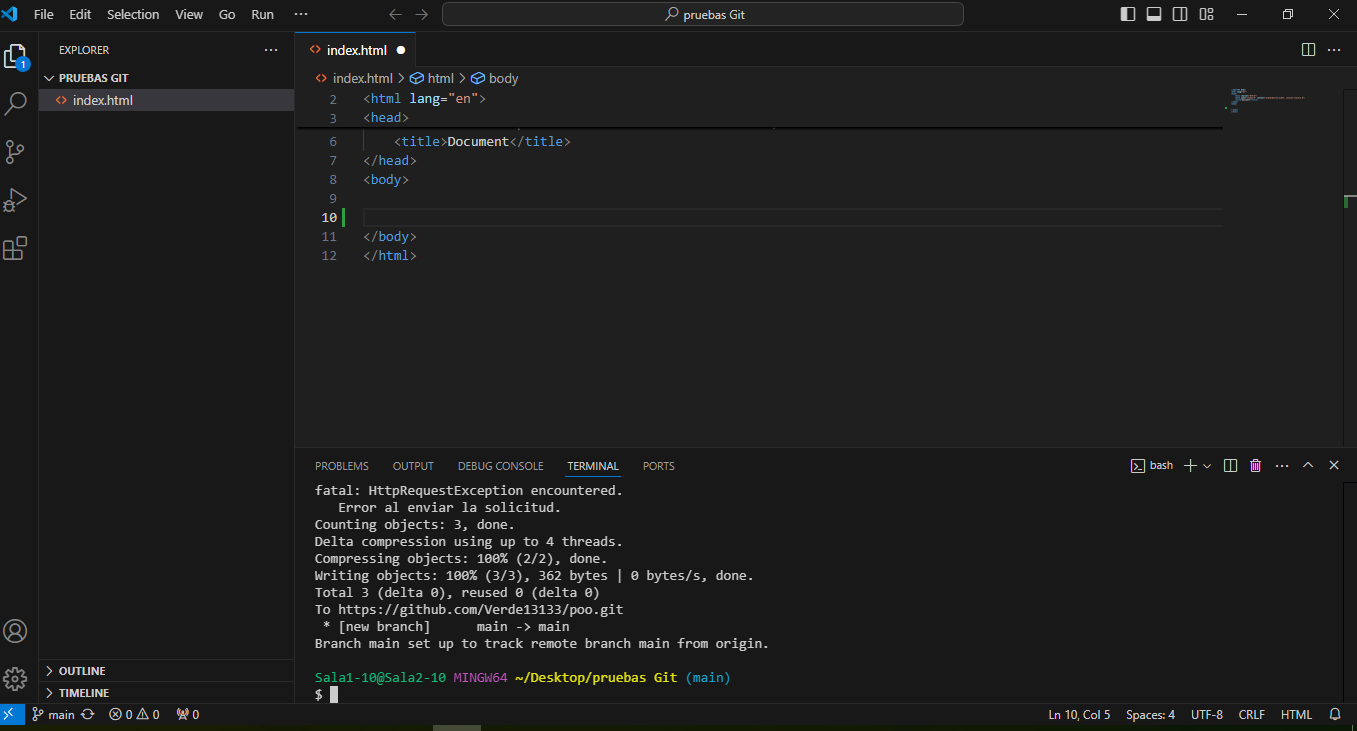 File Edit Selection View Go Run ··· pruebas Git
EXPLORER ···
index.html
1
PRUEBAS GIT
index.html > html > body
index.html
2 <html lang="en">
3 <head>
6 <title>Document</title>
7 </head>
8 <body>
9
10
11 </body>
12 </html>
PROBLEMS OUTPUT DEBUG CONSOLE TERMINAL PORTS bash
fatal: HttpRequestException encountered.
Error al enviar la solicitud.
Counting objects: 3, done.
Delta compression using up to 4 threads.
Compressing objects: 100% (2/2), done.
Writing objects: 100% (3/3), 362 bytes | 0 bytes/s, done.
Total 3 (delta 0), reused 0 (delta 0)
To https://github.com/Verde13133/poo.git
* [new branch] main -> main
Branch main set up to track remote branch main from origin.
Sala1-10@Sala2-10 MINGW64 ~/Desktop/pruebas Git (main)
$
OUTLINE
TIMELINE
main 0 0 0 Ln 10, Col 5 Spaces: 4 UTF-8 CRLF HTML